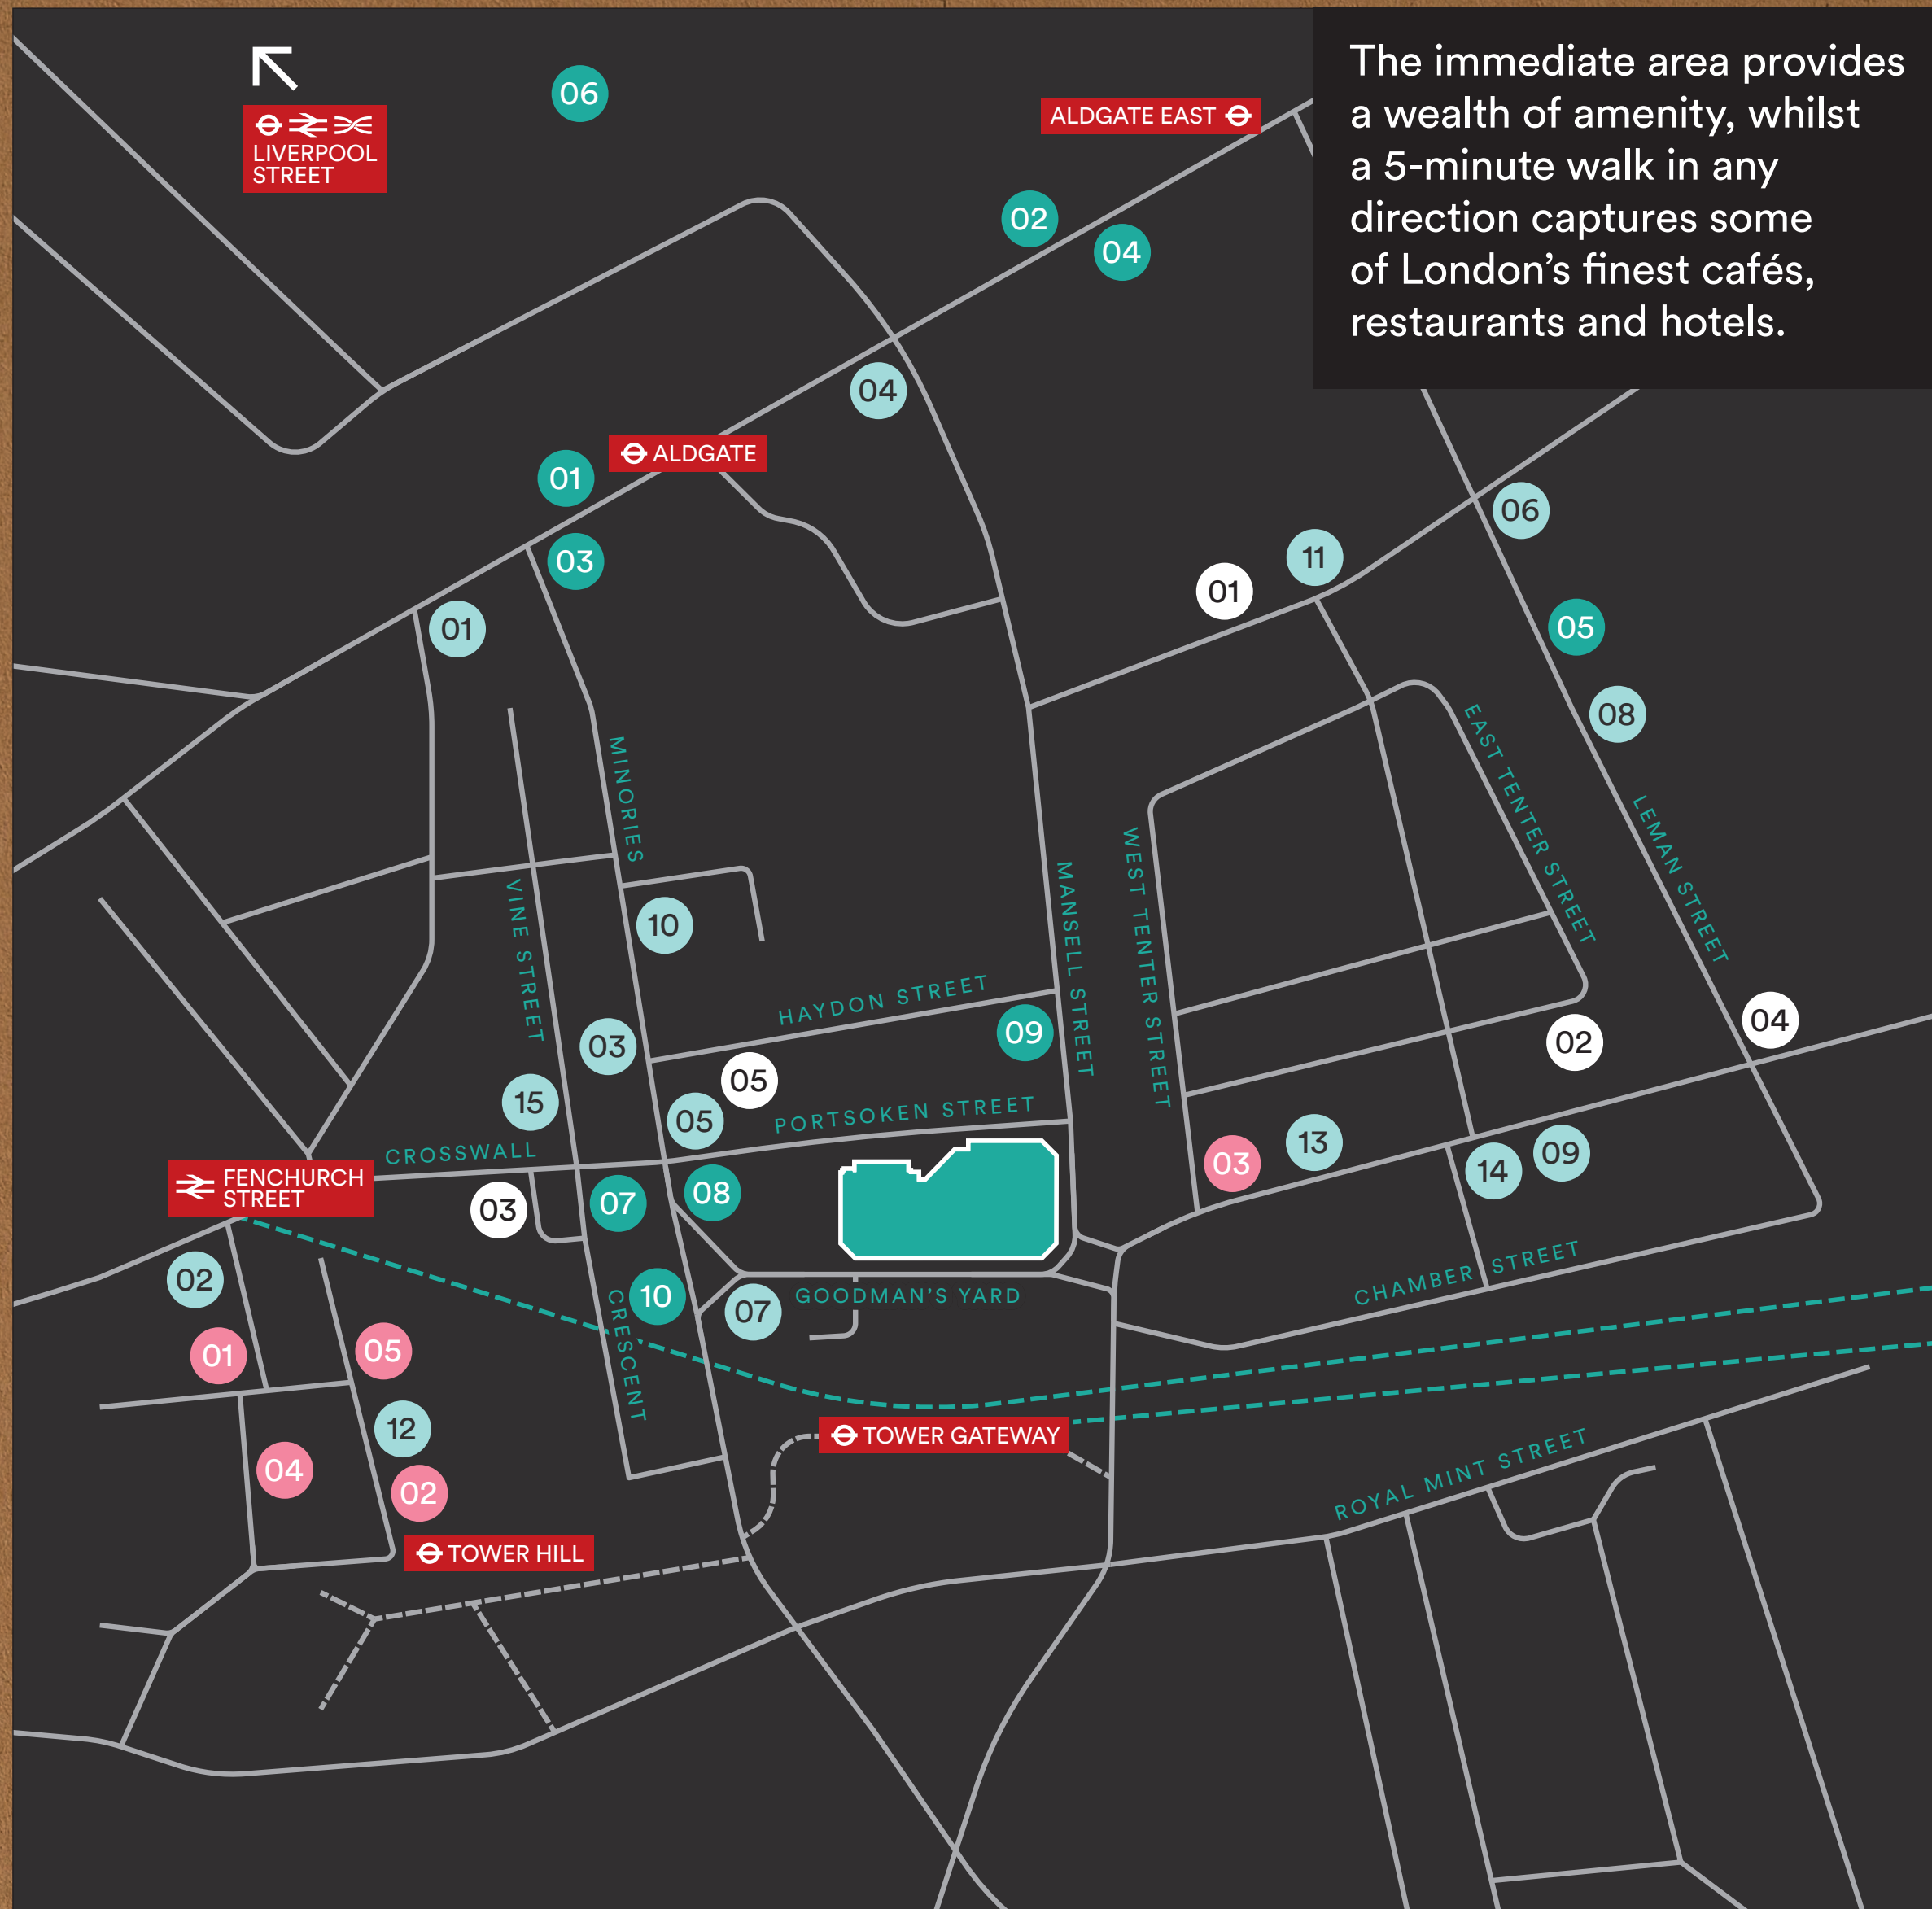 The immediate area provides
a wealth of amenity, whilst
a 5-minute walk in any
direction captures some
of London’s finest cafés,
restaurants and hotels.
06
ALDGATE EAST
LIVERPOOL
STREET
02
04
04
ALDGATE
01
06
03
11
01
01
05
08
MINORIES
EAST TENTER STREET
LEMAN STREET
VINE STREET
MANSELL STREET
WEST TENTER STREET
10
HAYDON STREET
09
04
02
03
05
15
05
PORTSOKEN STREET
CROSSWALL
13
03
14
09
FENCHURCH
STREET
03
07
08
02
10
07
GOODMAN’S YARD
CHAMBER STREET
CRESCENT
01
05
12
TOWER GATEWAY
04
02
ROYAL MINT STREET
TOWER HILL